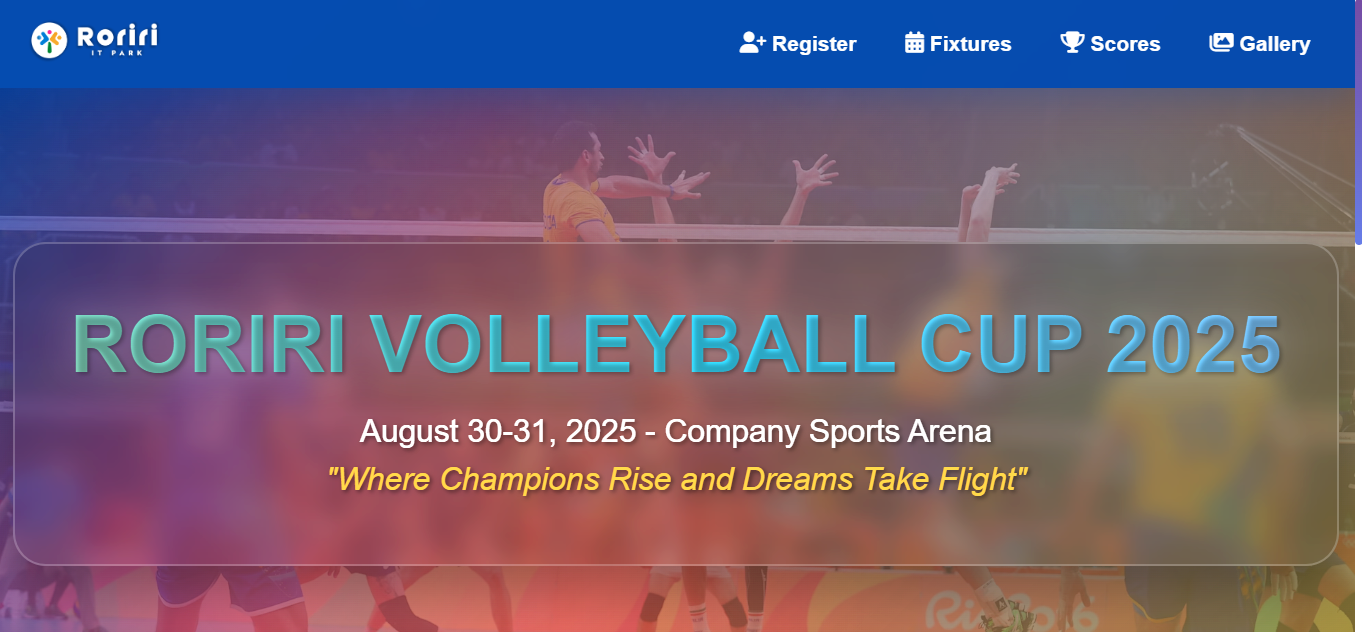 Roriri
IT PARK
Register
Fixtures
Scores
Gallery
RORIRI VOLLEYBALL CUP 2025
August 30-31, 2025 - Company Sports Arena
"Where Champions Rise and Dreams Take Flight"